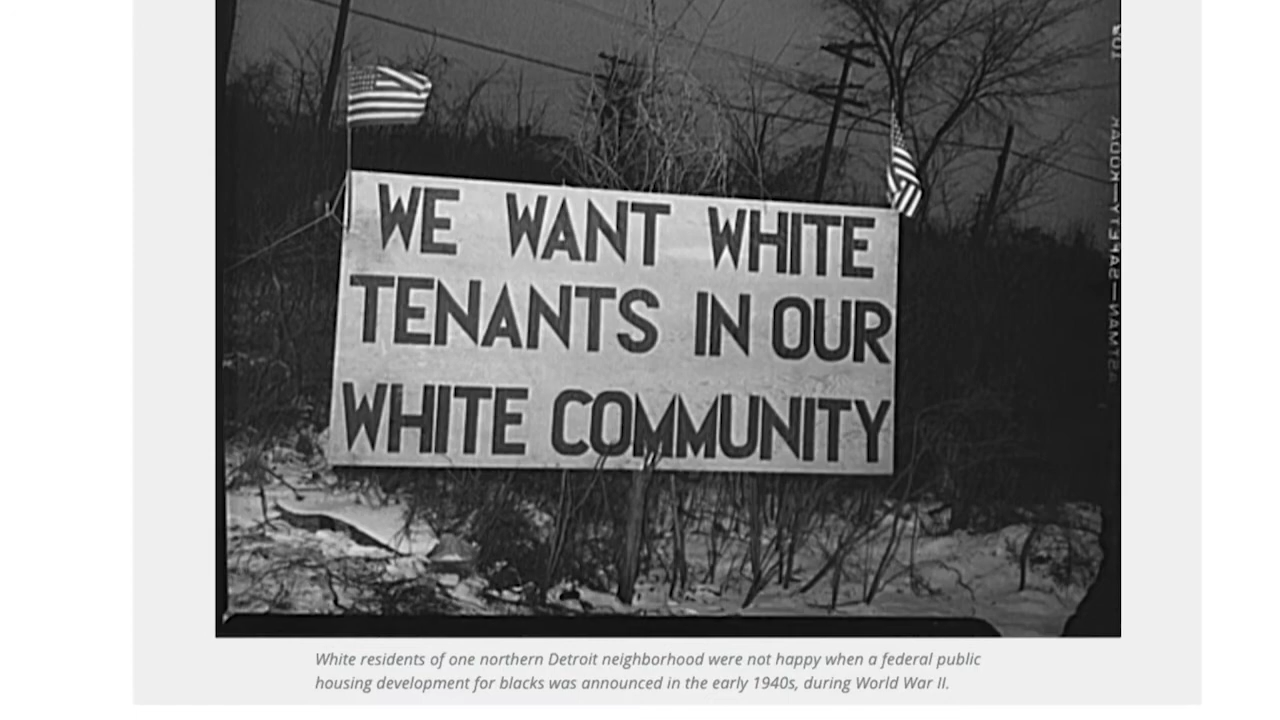 WE WANT WHITE
TENANTS IN OUR
WHITE COMMUNITY
White residents of one northern Detroit neighborhood were not happy when a federal public
housing development for blacks was announced in the early 1940s, during World War II.